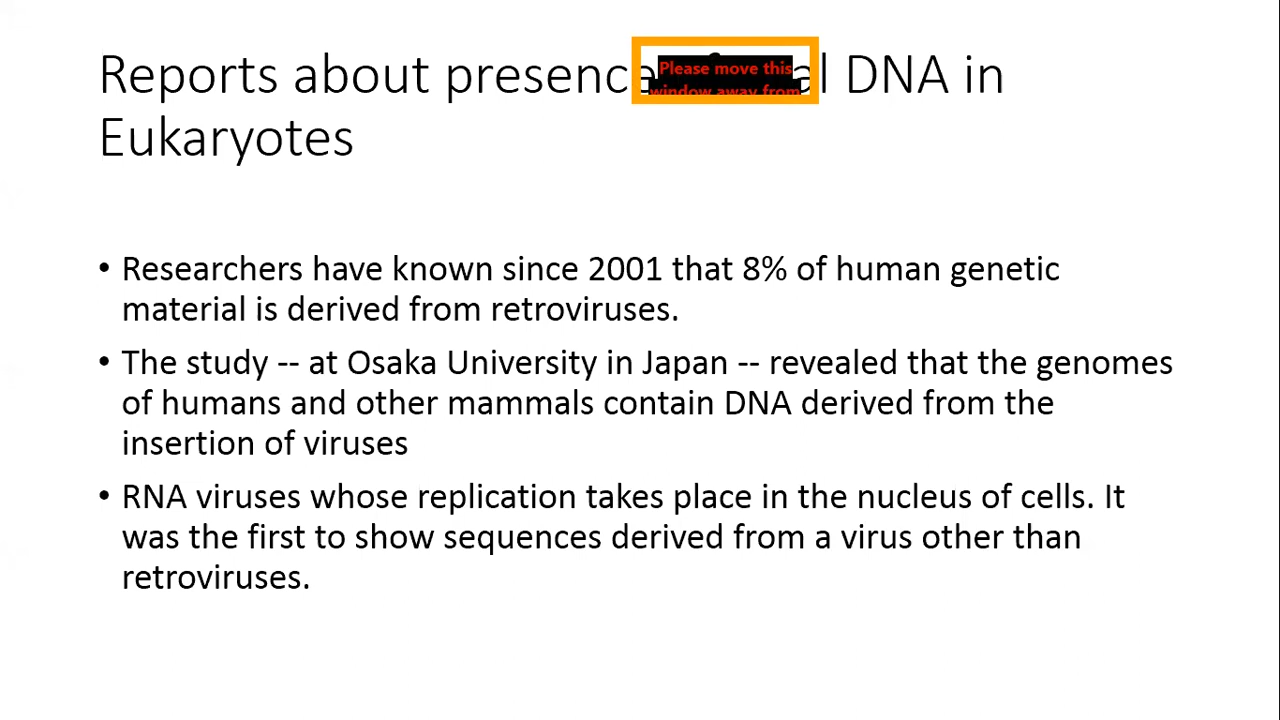 Reports about presence Please move this window away from l DNA in
Eukaryotes
• Researchers have known since 2001 that 8% of human genetic
material is derived from retroviruses.
• The study -- at Osaka University in Japan -- revealed that the genomes
of humans and other mammals contain DNA derived from the
insertion of viruses
• RNA viruses whose replication takes place in the nucleus of cells. It
was the first to show sequences derived from a virus other than
retroviruses.